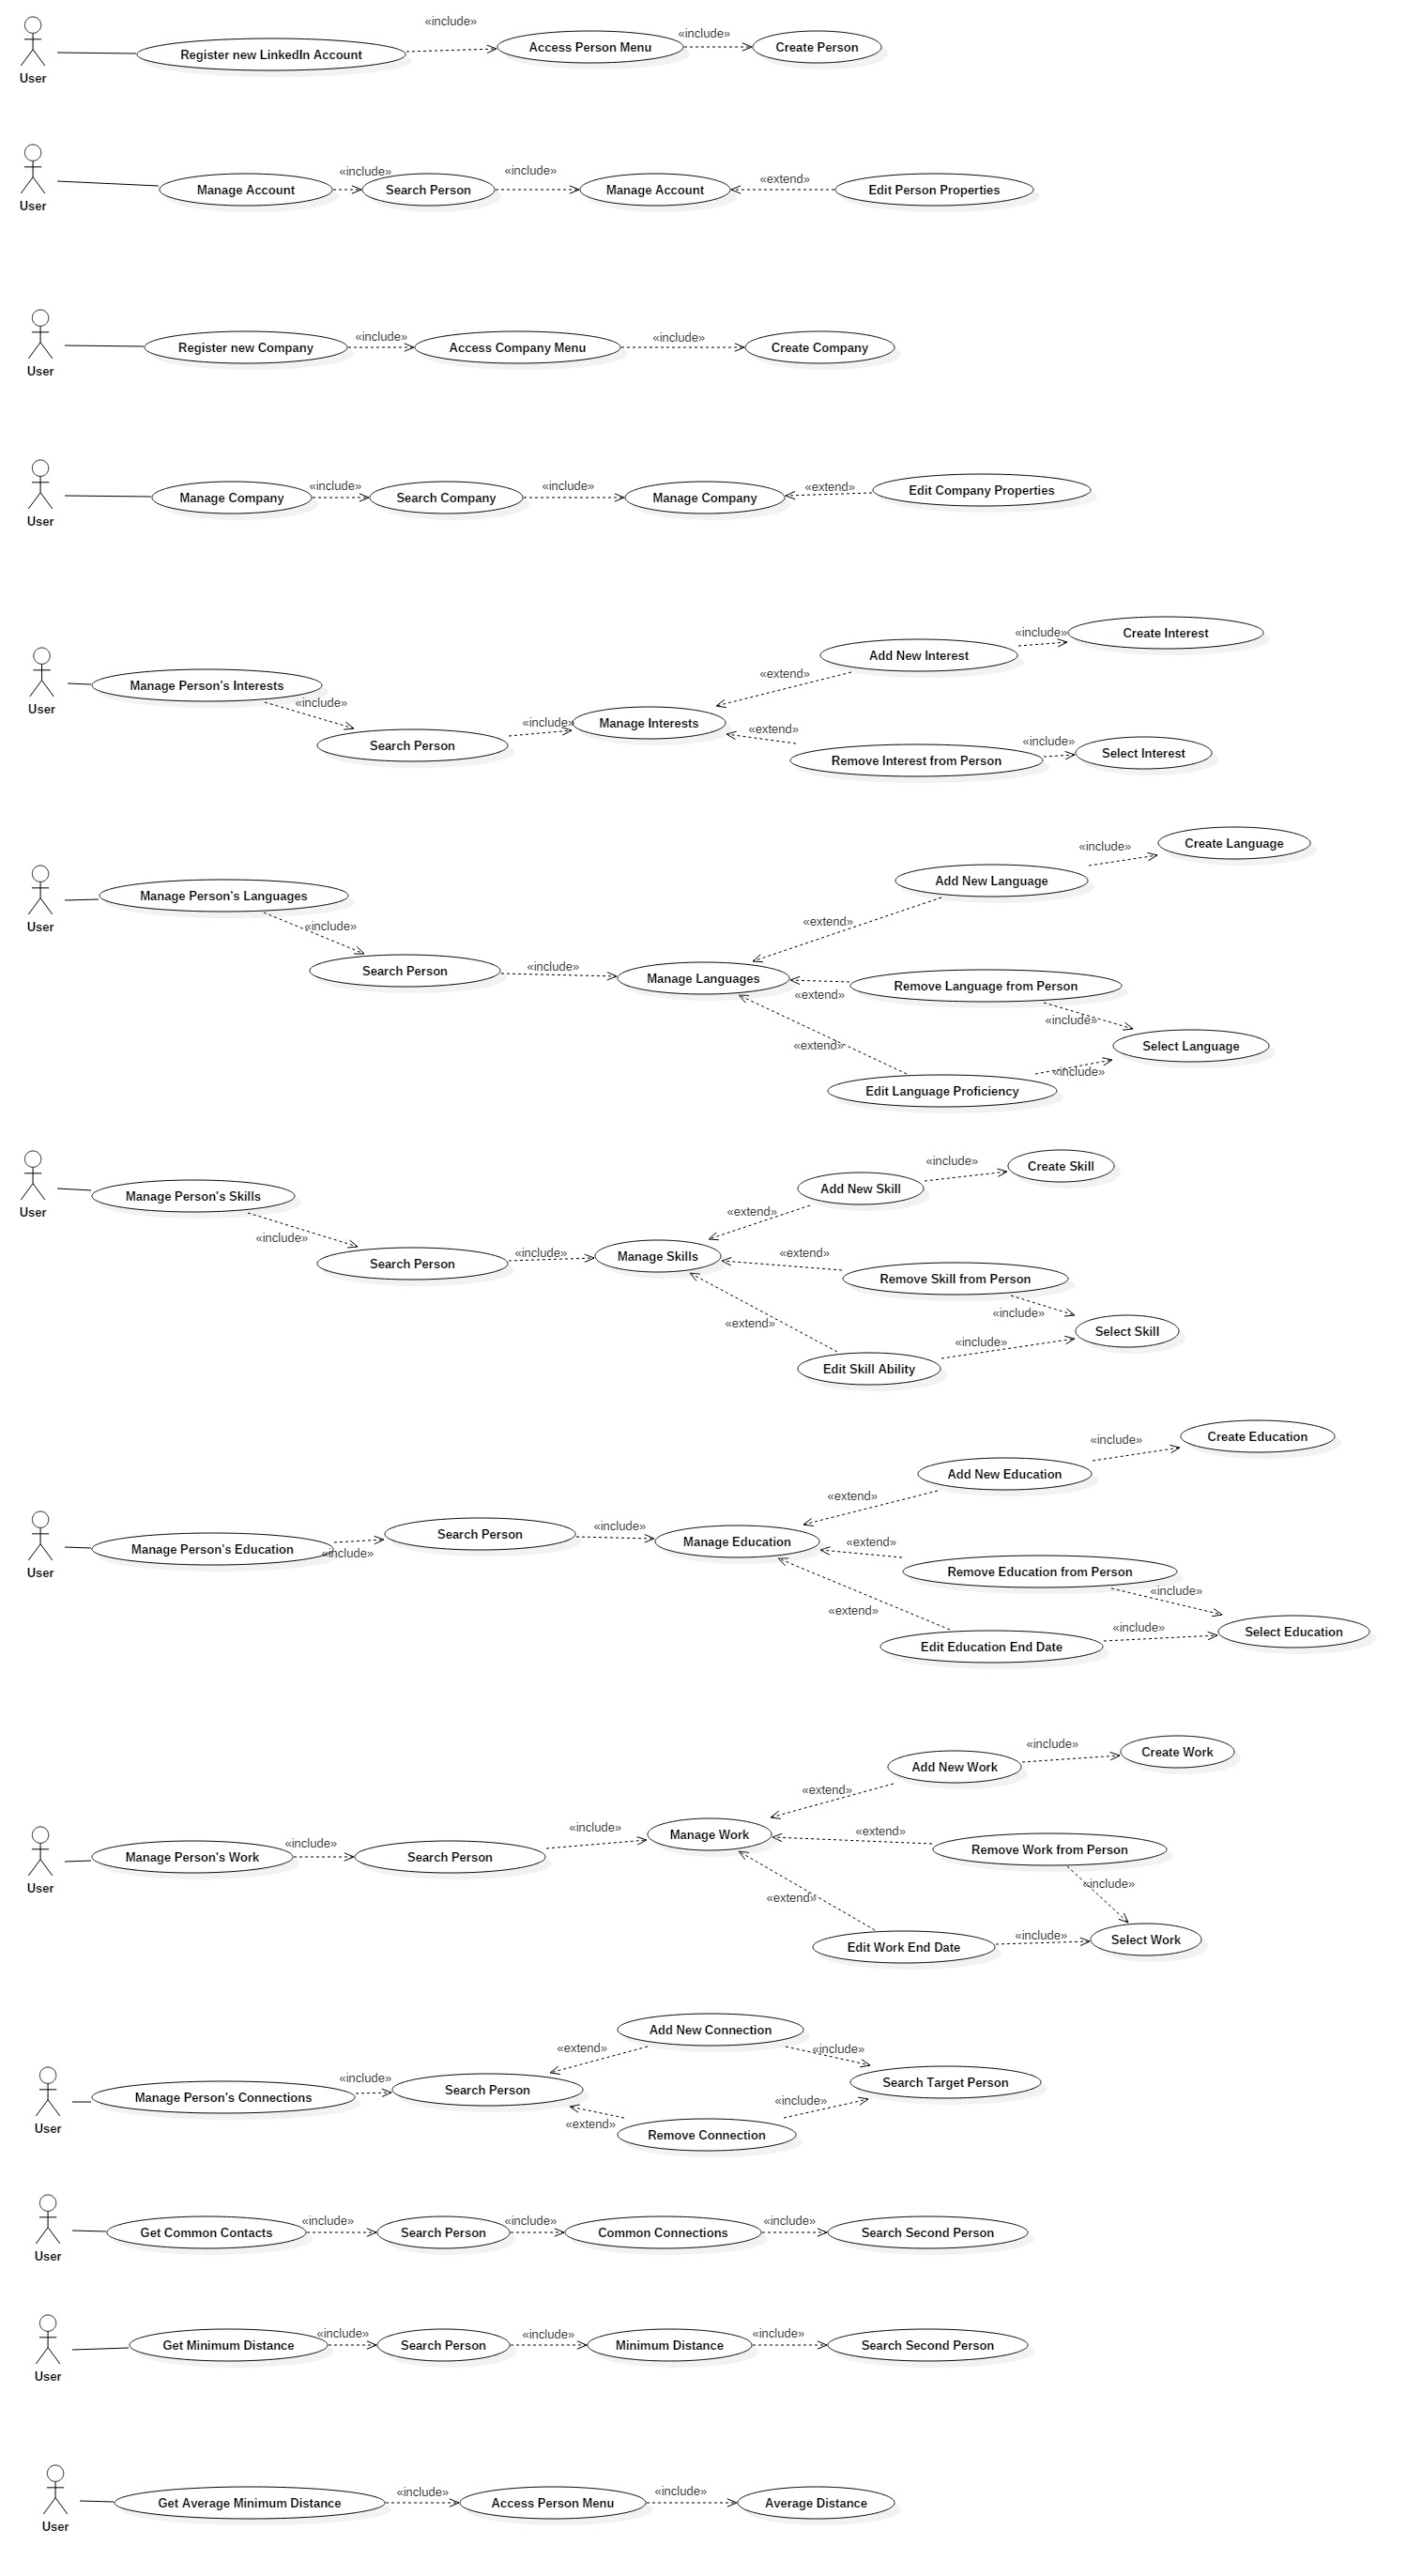 «include»
«include»
Register new LinkedIn Account
Access Person Menu
Create Person
User
«include»
«include»
«extend»
Manage Account
Search Person
Manage Account
Edit Person Properties
User
«include»
«include»
Register new Company
Access Company Menu
Create Company
User
«include»
«include»
«extend»
Manage Company
Search Company
Manage Company
Edit Company Properties
User
«include»
Create Interest
Add New Interest
«extend»
Manage Person's Interests
«include»
User
«include»
Manage Interests
«extend»
Search Person
«include»
Select Interest
Remove Interest from Person
«include»
Create Language
Add New Language
Manage Person's Languages
«extend»
User
«include»
Search Person
«include»
Manage Languages
Remove Language from Person
«extend»
«include»
«extend»
Select Language
«include»
Edit Language Proficiency
«include»
Create Skill
Add New Skill
Manage Person's Skills
User
«extend»
«include»
Search Person
«include»
Manage Skills
«extend»
Remove Skill from Person
«include»
«extend»
Select Skill
«include»
Edit Skill Ability
«include»
Create Education
Add New Education
«extend»
Manage Person's Education
«include»
Search Person
«include»
Manage Education
«extend»
User
Remove Education from Person
«include»
«extend»
«include»
Select Education
Edit Education End Date
«include»
Create Work
Add New Work
«extend»
«include»
Manage Person's Work
«include»
Search Person
Manage Work
«extend»
Remove Work from Person
User
«include»
«extend»
«include»
Select Work
Edit Work End Date
Add New Connection
«extend»
«include»
«include»
Manage Person's Connections
Search Person
Search Target Person
User
«extend»
«include»
Remove Connection
«include»
«include»
«include»
Get Common Contacts
Search Person
Common Connections
Search Second Person
User
«include»
«include»
«include»
Get Minimum Distance
Search Person
Minimum Distance
Search Second Person
User
«include»
«include»
Get Average Minimum Distance
Access Person Menu
Average Distance
User